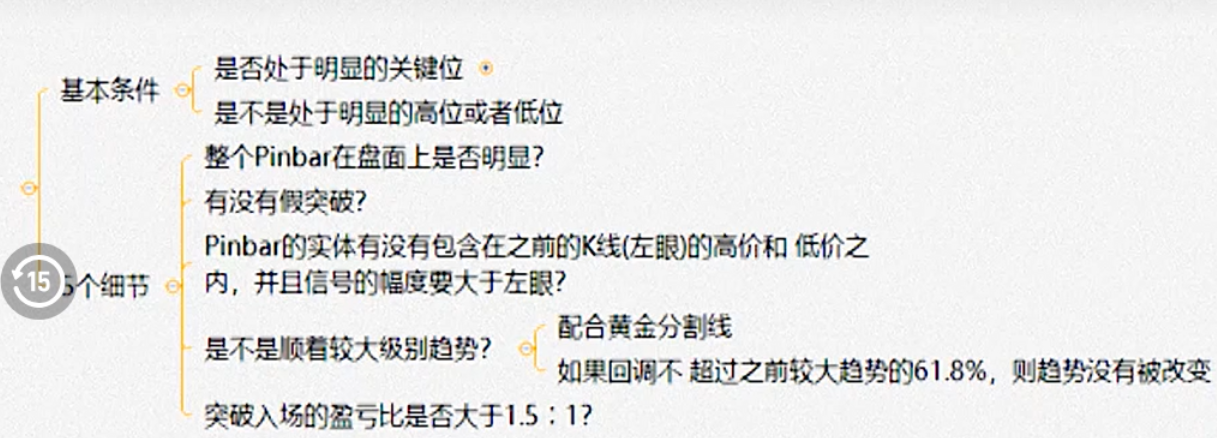 是否处于明显的关键位
基本条件
是不是处于明显的高位或者低位
整个Pinbar在盘面上是否明显?
有没有假突破?
Pinbar的实体有没有包含在之前的K线(左眼)的高价和 低价之
内，并且信号的幅度要大于左眼?
15
5个细节
配合黄金分割线
是不是顺着较大级别趋势?
如果回调不 超过之前较大趋势的61.8%，则趋势没有被改变
突破入场的盈亏比是否大于1.5：1?